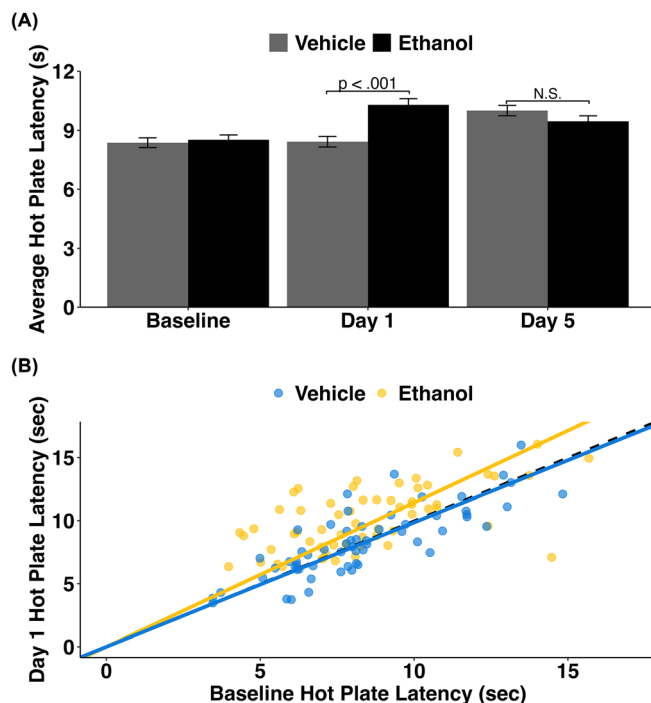 (A)
Vehicle Ethanol
Average Hot Plate Latency (s)
12
9
6
3
0
p < .001
N.S.
Baseline Day 1 Day 5
(B)
Vehicle Ethanol
Day 1 Hot Plate Latency (sec)
15
10
5
0
0 5 10 15
Baseline Hot Plate Latency (sec)